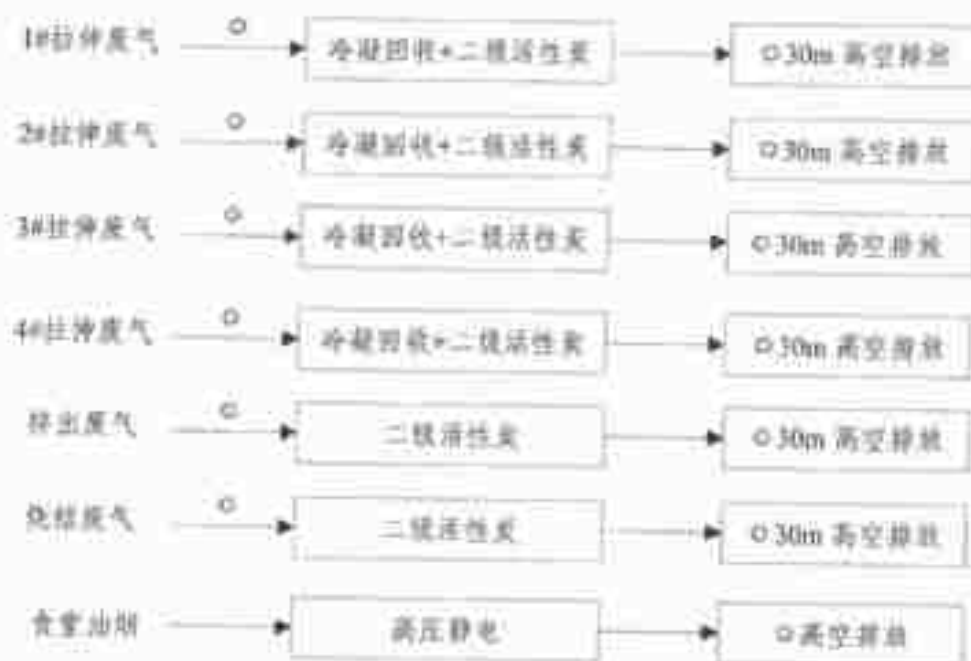 1#拉伸废气 ○ 冷凝回收+二级活性炭 ○30m 高空排放
2#拉伸废气 ○ 冷凝回收+二级活性炭 ○30m 高空排放
3#拉伸废气 ○ 冷凝回收+二级活性炭 ○30m 高空排放
4#拉伸废气 ○ 冷凝回收+二级活性炭 ○30m 高空排放
挤出废气 ○ 二级活性炭 ○30m 高空排放
烧结废气 ○ 二级活性炭 ○30m 高空排放
食堂油烟 高压静电 ○高空排放